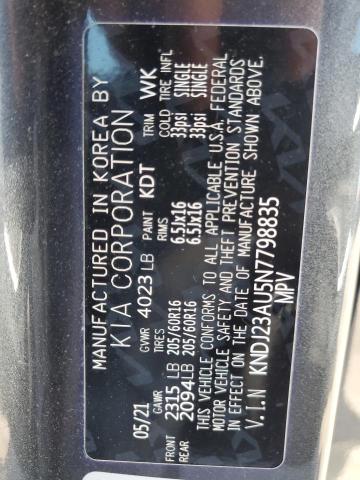 MANUFACTURED IN KOREA BY
KIA CORPORATION
05/21 GVWR 4023 LB PAINT KDT TRIM WK
GAWR TIRES RIMS COLD TIRE INFL
FRONT 2315 LB 205/60R16 6.5Jx16 33psi SINGLE
REAR 2094 LB 205/60R16 6.5Jx16 33psi SINGLE
THIS VEHICLE CONFORMS TO ALL APPLICABLE U.S.A. FEDERAL
MOTOR VEHICLE SAFETY AND THEFT PREVENTION STANDARDS
IN EFFECT ON THE DATE OF MANUFACTURE SHOWN ABOVE.
V.I.N KNDJ23AU5N7798835
MPV